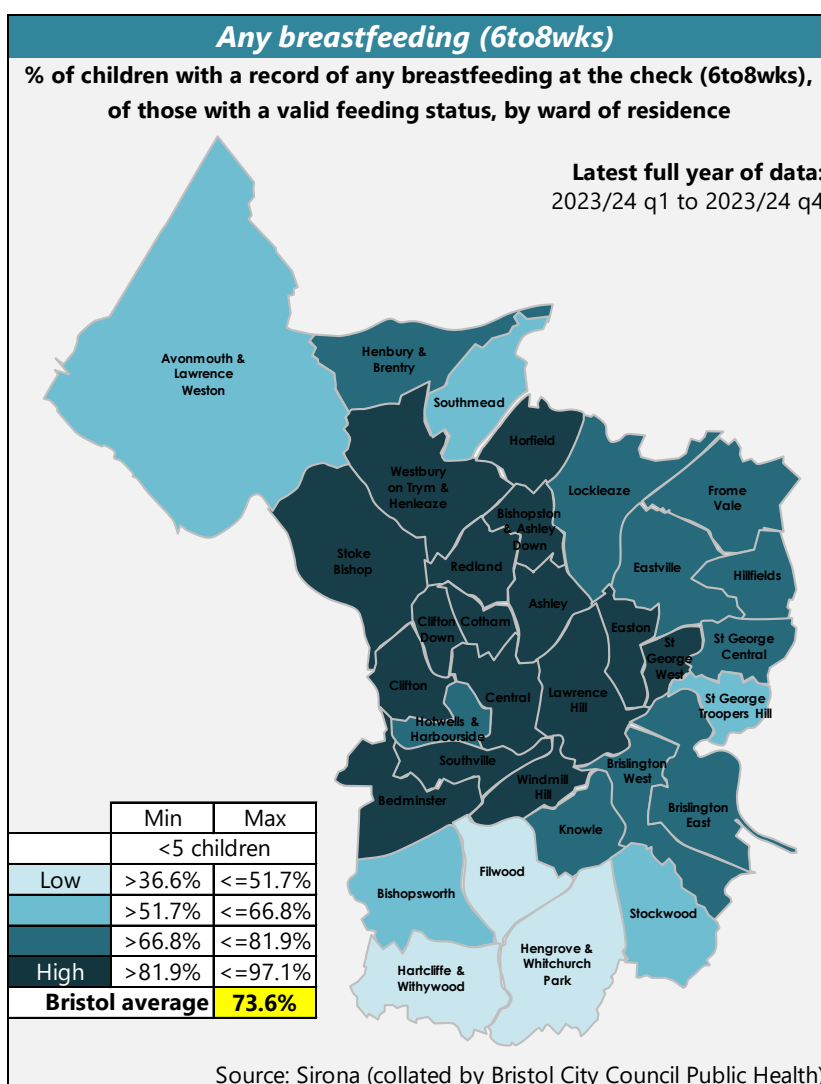 Any breastfeeding (6to8wks)
% of children with a record of any breastfeeding at the check (6to8wks),
of those with a valid feeding status, by ward of residence
Latest full year of data:
2023/24 q1 to 2023/24 q4
Avonmouth &
Lawrence
Weston
Henbury &
Brentry
Southmead
Horfield
Westbury
on Trym &
Henleaze
Lockleaze
Frome
Vale
Bishopston
& Ashley
Down
Stoke
Bishop
Redland
Eastville
Hillfields
Ashley
Clifton
Down
Cotham
Easton
St
George
West
St George
Central
Clifton
Central
Lawrence
Hill
St George
Troopers Hill
Hotwells &
Harbourside
Southville
Brislington
West
Windmill
Hill
Bedminster
Brislington
East
Knowle
Filwood
Bishopsworth
Stockwood
Hengrove &
Whitchurch
Park
Hartcliffe &
Withywood
Min Max
<5 children
Low >36.6% <=51.7%
>51.7% <=66.8%
>66.8% <=81.9%
High >81.9% <=97.1%
Bristol average 73.6%
Source: Sirona (collated by Bristol City Council Public Health)